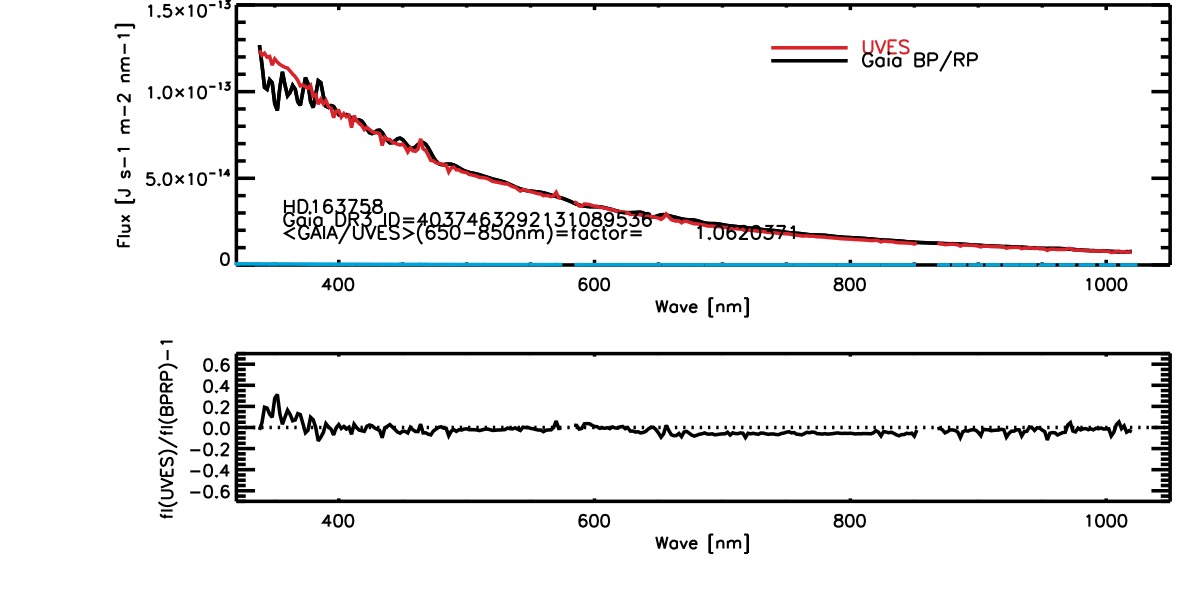 1.5×10−13
1.0×10−13
5.0×10−14
0
Flux [J s−1 m−2 nm−1]
UVES
Gaia BP/RP
HD163758
Gaia DR3 ID=4037463292131089536
<GAIA/UVES>(650−850nm)=factor= 1.0620371
400 600 800 1000
Wave [nm]
fl(UVES)/fl(BPRP)−1
0.6
0.4
0.2
0.0
−0.2
−0.4
−0.6
400 600 800 1000
Wave [nm]